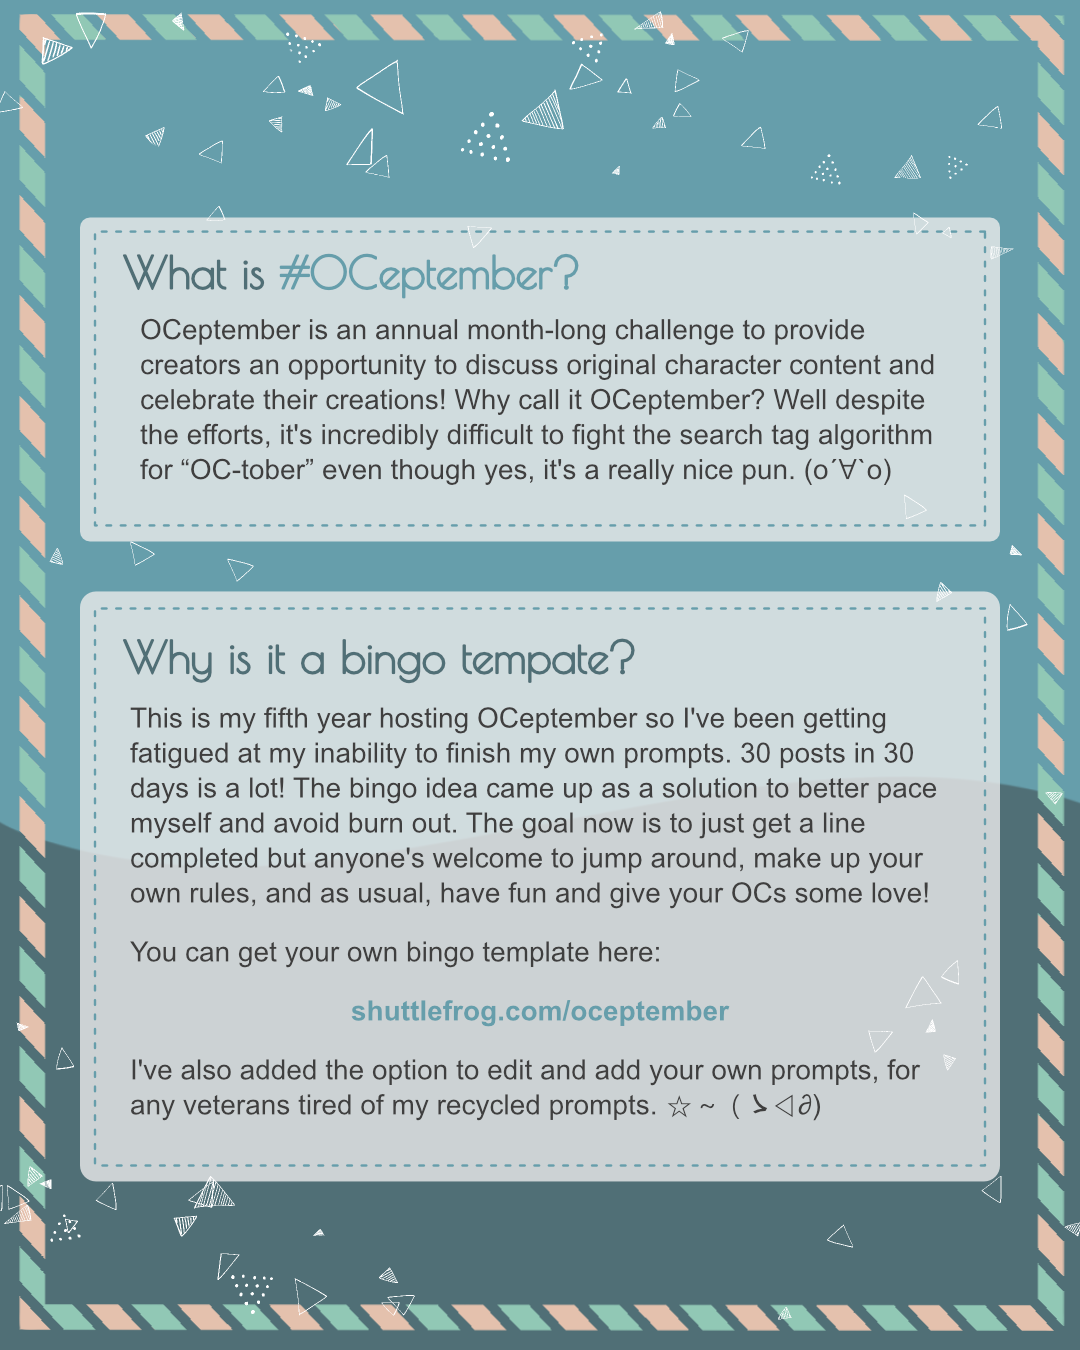 What is #OCeptember?
OCeptember is an annual month-long challenge to provide
creators an opportunity to discuss original character content and
celebrate their creations! Why call it OCeptember? Well despite
the efforts, it's incredibly difficult to fight the search tag algorithm
for “OC-tober” even though yes, it's a really nice pun. (o´∀`o)
Why is it a bingo tempate?
This is my fifth year hosting OCeptember so I've been getting
fatigued at my inability to finish my own prompts. 30 posts in 30
days is a lot! The bingo idea came up as a solution to better pace
myself and avoid burn out. The goal now is to just get a line
completed but anyone's welcome to jump around, make up your
own rules, and as usual, have fun and give your OCs some love!
You can get your own bingo template here:
shuttlefrog.com/oceptember
I've also added the option to edit and add your own prompts, for
any veterans tired of my recycled prompts. ☆ ~ (ゝ◁∂)